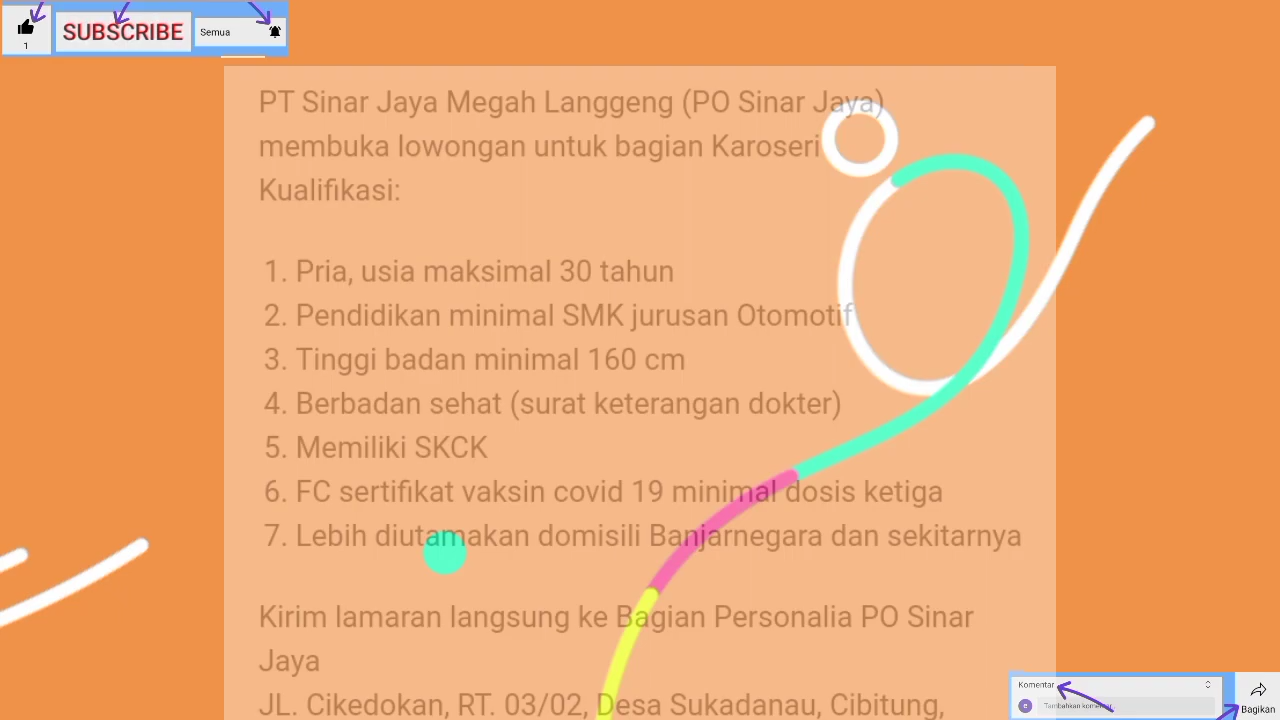 1
SUBSCRIBE
Semua
PT Sinar Jaya Megah Langgeng (PO Sinar Jaya)
membuka lowongan untuk bagian Karoseri
Kualifikasi:
1. Pria, usia maksimal 30 tahun
2. Pendidikan minimal SMK jurusan Otomotif
3. Tinggi badan minimal 160 cm
4. Berbadan sehat (surat keterangan dokter)
5. Memiliki SKCK
6. FC sertifikat vaksin covid 19 minimal dosis ketiga
7. Lebih diutamakan domisili Banjarnegara dan sekitarnya
Kirim lamaran langsung ke Bagian Personalia PO Sinar
Jaya
JL. Cikedokan, RT. 03/02, Desa Sukadanau, Cibitung,
Komentar
Tambahkan komentar...
Bagikan